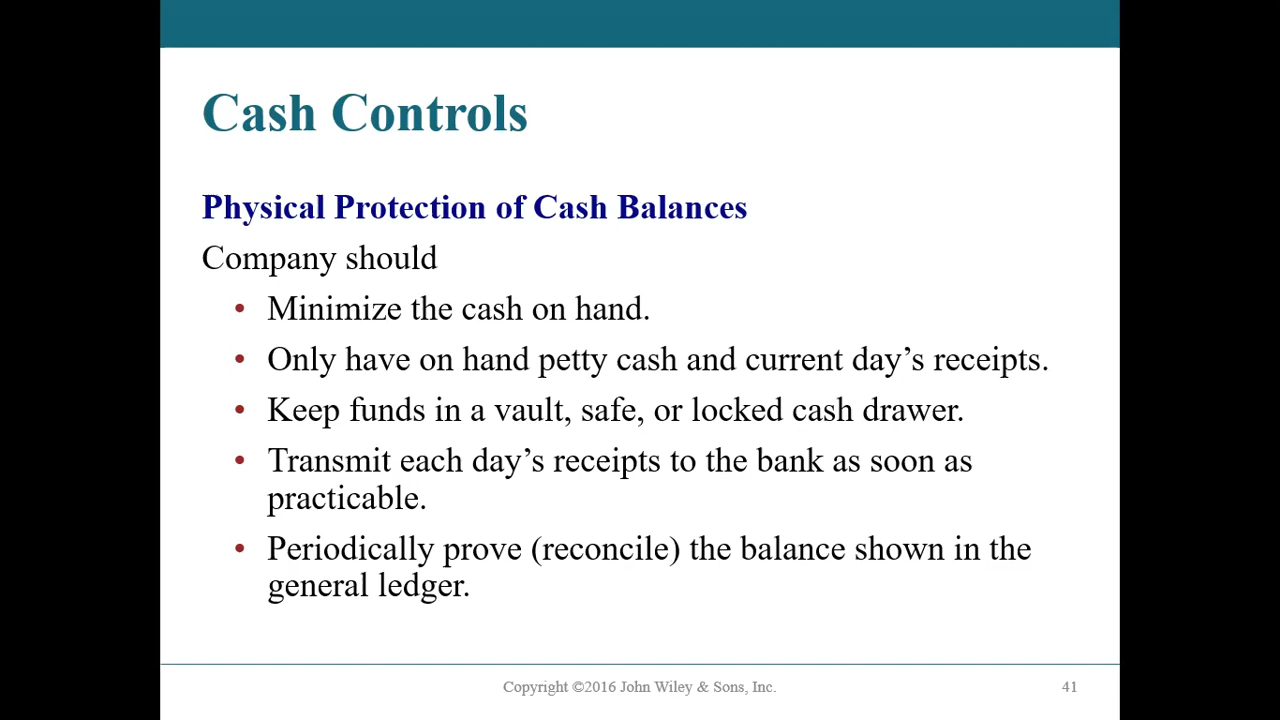 Cash Controls
Physical Protection of Cash Balances
Company should
• Minimize the cash on hand.
• Only have on hand petty cash and current day’s receipts.
• Keep funds in a vault, safe, or locked cash drawer.
• Transmit each day’s receipts to the bank as soon as
practicable.
• Periodically prove (reconcile) the balance shown in the
general ledger.
Copyright ©2016 John Wiley & Sons, Inc.
41